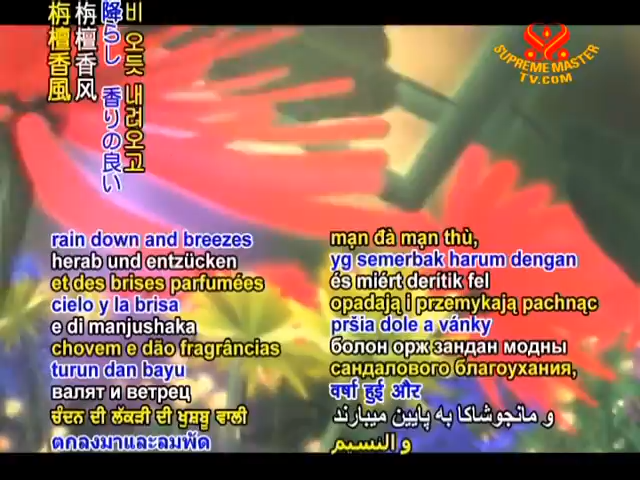 栴檀香風
栴檀香风
降らし 香りの良い
비 오듯 내려오고
SUPREME MASTER
TV.COM
rain down and breezes
herab und entzücken
et des brises parfumées
cielo y la brisa
e di manjushaka
chovem e dão fragrâncias
turun dan bayu
валят и ветрец
ਚੰਦਨ ਦੀ ਲੱਕੜੀ ਦੀ ਖੁਸ਼ਬੂ ਵਾਲੀ
ตกลงมาและลมพัด
mạn đà mạn thù,
yg semerbak harum dengan
és miért deritik fel
opadają i przemykają pachnąc
pršia dole a vánky
болон орж зандан модны
сандалового благоухания,
वर्षा हुई और
و مانجوشاكا به پایین میبارند
و النسيم